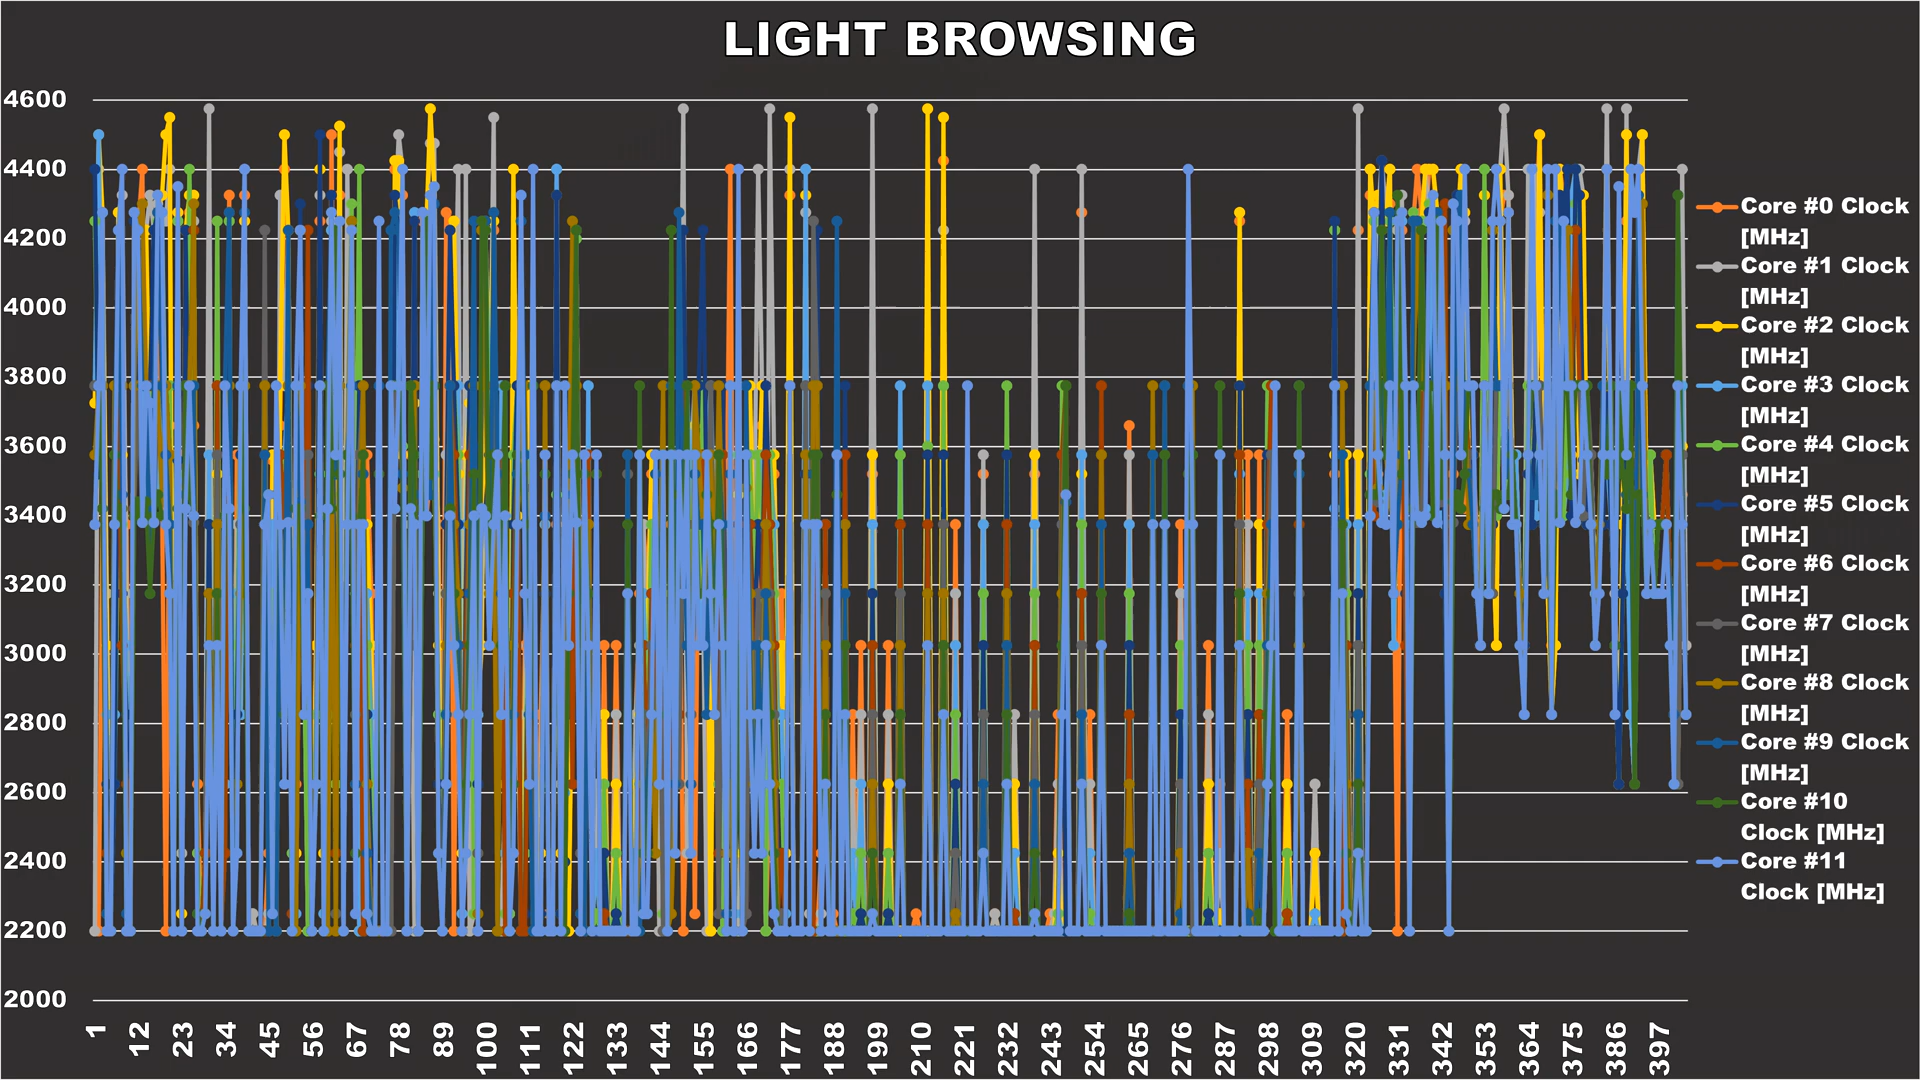 LIGHT BROWSING
4600
4400
4200
4000
3800
3600
3400
3200
3000
2800
2600
2400
2200
2000
1 12 23 34 45 56 67 78 89 100 111 122 133 144 155 166 177 188 199 210 221 232 243 254 265 276 287 298 309 320 331 342 353 364 375 386 397
Core #0 Clock
[MHz]
Core #1 Clock
[MHz]
Core #2 Clock
[MHz]
Core #3 Clock
[MHz]
Core #4 Clock
[MHz]
Core #5 Clock
[MHz]
Core #6 Clock
[MHz]
Core #7 Clock
[MHz]
Core #8 Clock
[MHz]
Core #9 Clock
[MHz]
Core #10
Clock [MHz]
Core #11
Clock [MHz]